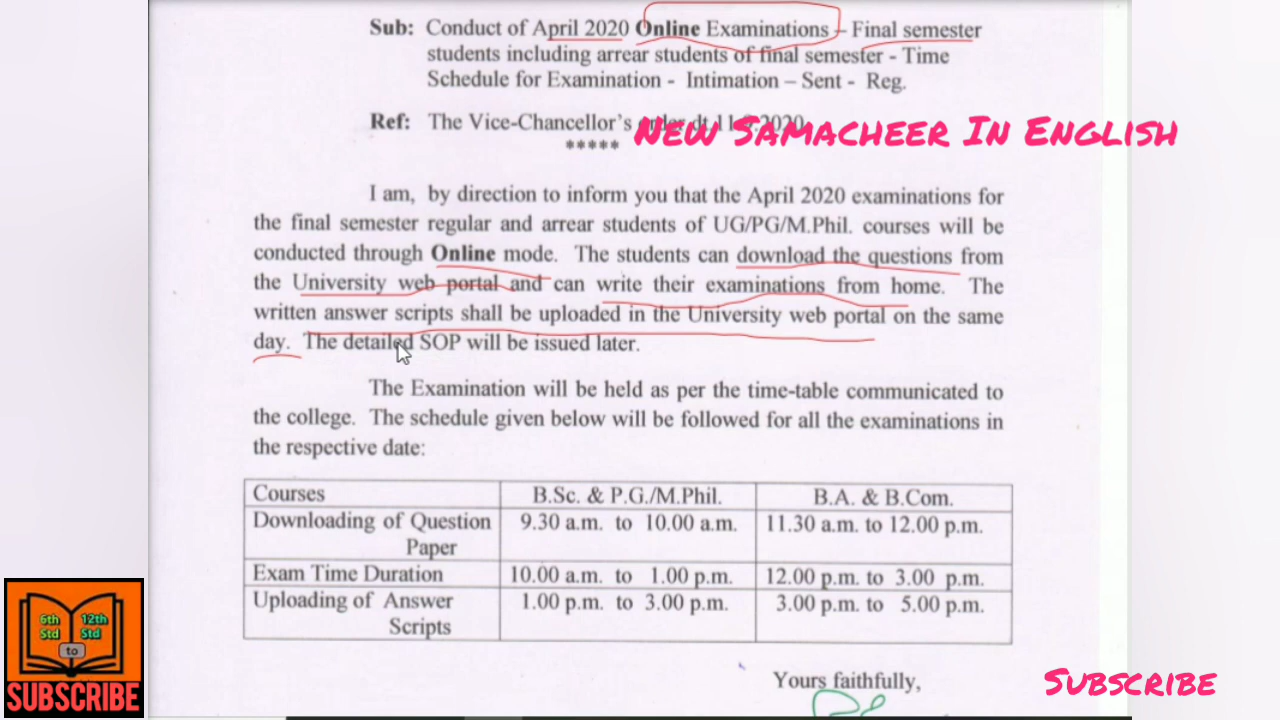 Sub: Conduct of April 2020 Online Examinations – Final semester
students including arrear students of final semester - Time
Schedule for Examination - Intimation – Sent - Reg.
Ref: The Vice-Chancellor's order dt.
New Samacheer In English
*****
I am, by direction to inform you that the April 2020 examinations for
the final semester regular and arrear students of UG/PG/M.Phil. courses will be
conducted through Online mode. The students can download the questions from
the University web portal and can write their examinations from home. The
written answer scripts shall be uploaded in the University web portal on the same
day. The detailed SOP will be issued later.
The Examination will be held as per the time-table communicated to
the college. The schedule given below will be followed for all the examinations in
the respective date:
Courses B.Sc. & P.G./M.Phil. B.A. & B.Com.
Downloading of Question 9.30 a.m. to 10.00 a.m. 11.30 a.m. to 12.00 p.m.
Paper
Exam Time Duration 10.00 a.m. to 1.00 p.m. 12.00 p.m. to 3.00 p.m.
Uploading of Answer 1.00 p.m. to 3.00 p.m. 3.00 p.m. to 5.00 p.m.
Scripts
Yours faithfully,
6th 12th
Std Std
to
SUBSCRIBE
Subscribe